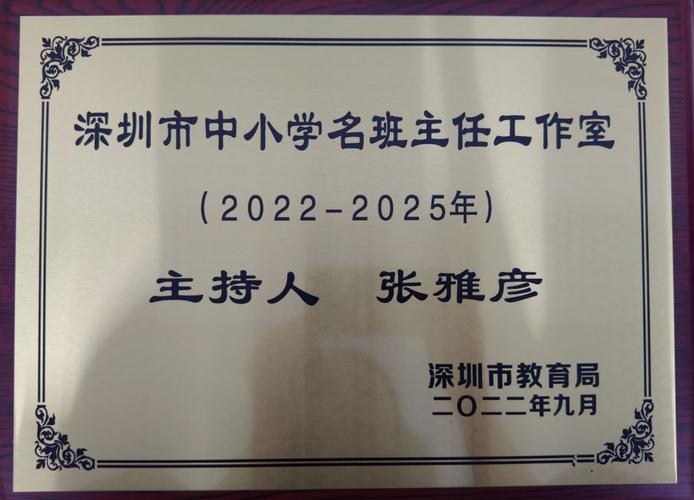 深圳市中小学名班主任工作室
(2022-2025年)
主持人 张雅彦
深圳市教育局
二〇二二年九月